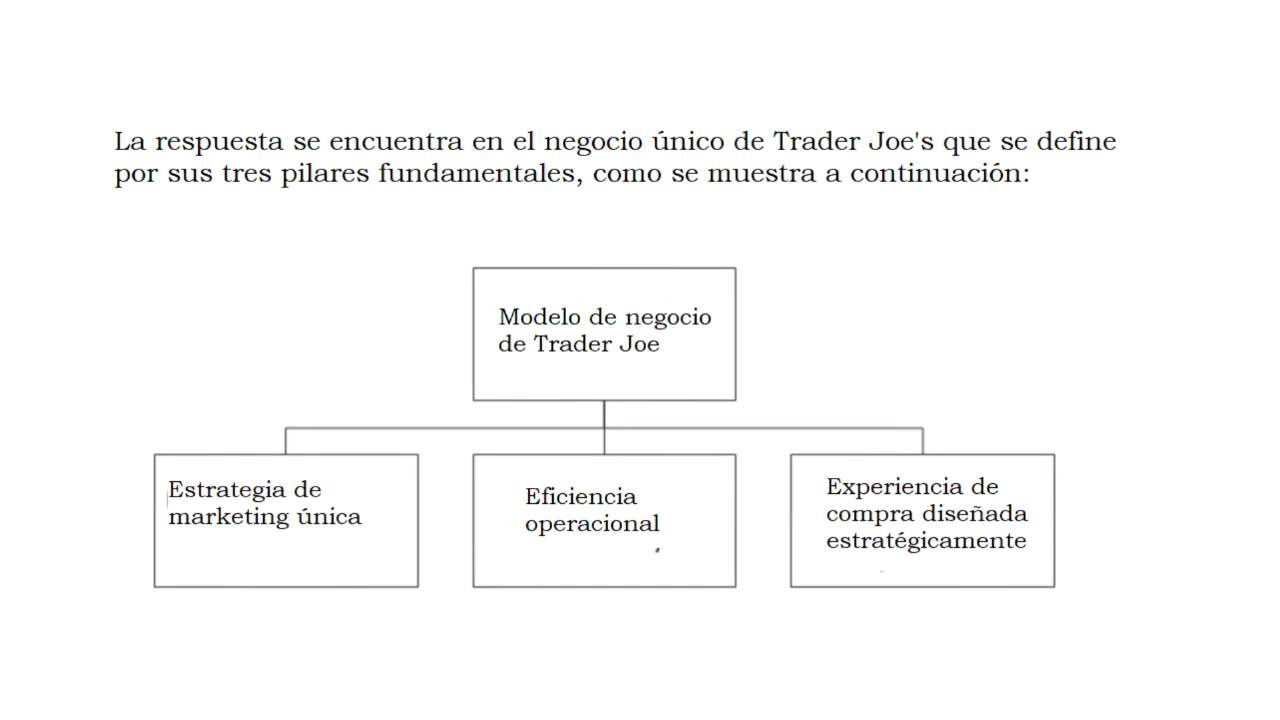 La respuesta se encuentra en el negocio único de Trader Joe's que se define
por sus tres pilares fundamentales, como se muestra a continuación:
Modelo de negocio
de Trader Joe
Estrategia de
marketing única
Eficiencia
operacional
Experiencia de
compra diseñada
estratégicamente